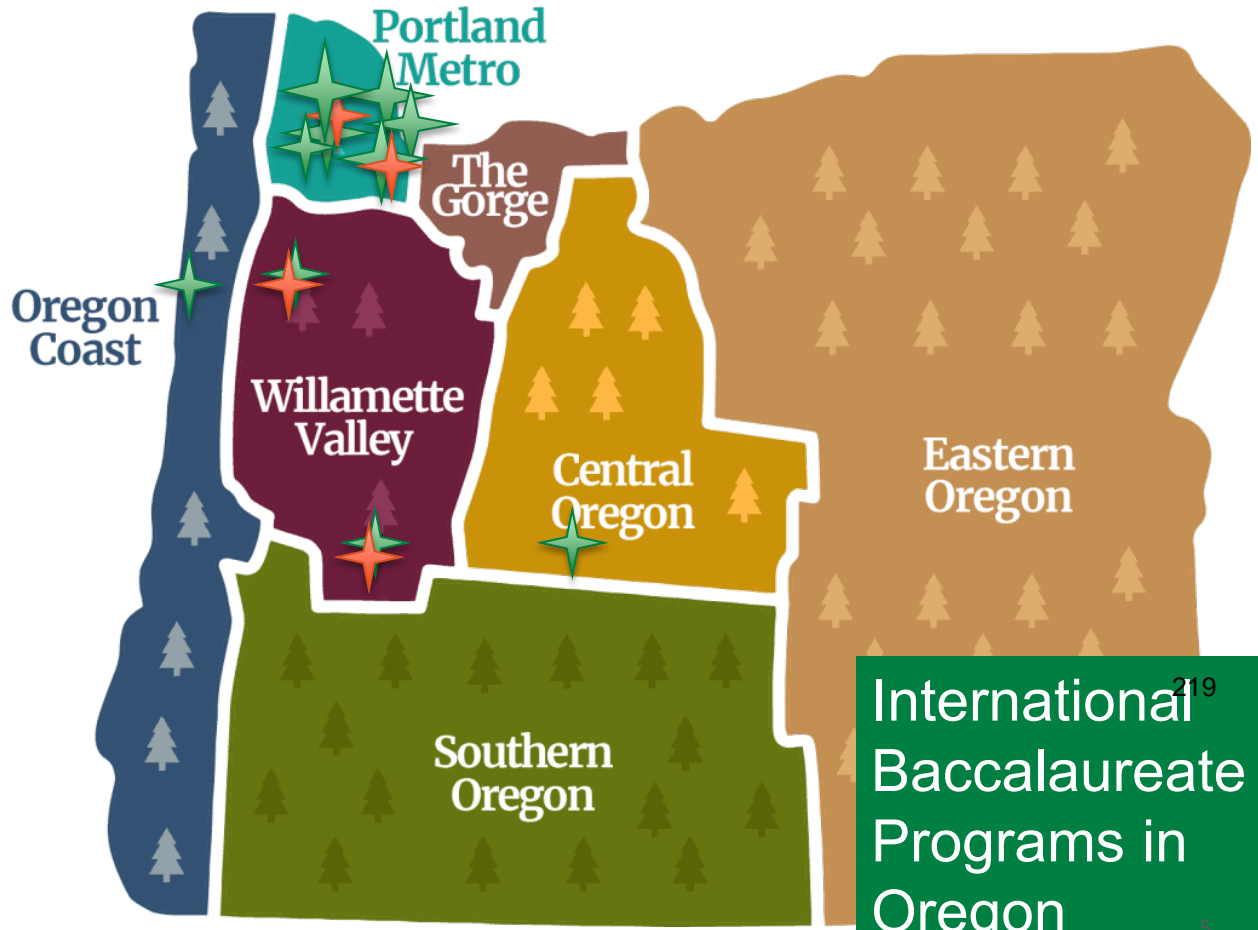 Portland
Metro
The
Gorge
Oregon
Coast
Willamette
Valley
Central
Oregon
Eastern
Oregon
Southern
Oregon
219
International
Baccalaureate
Programs in
Oregon
5